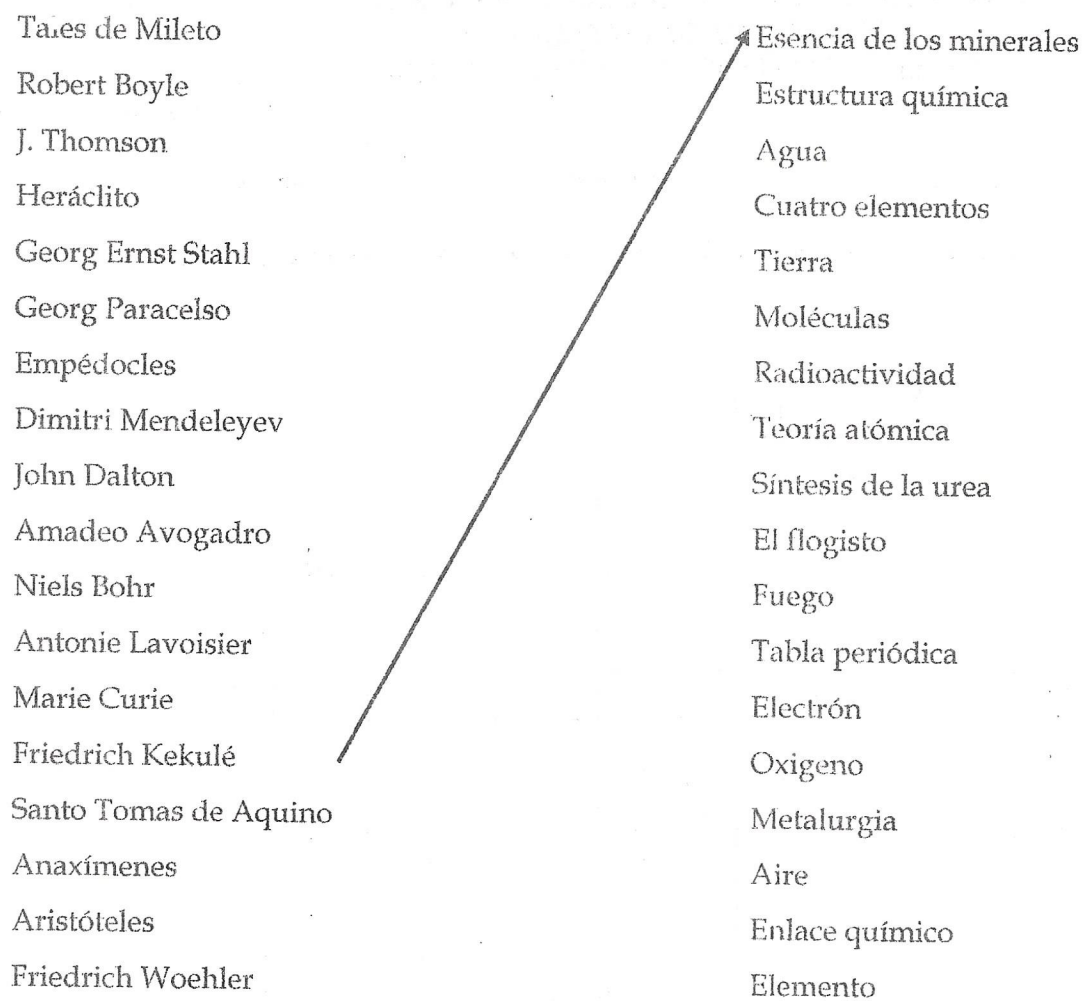 Tales de Mileto
Robert Boyle
J. Thomson
Heráclito
Georg Ernst Stahl
Georg Paracelso
Empédocles
Dimitri Mendeleyev
John Dalton
Amadeo Avogadro
Niels Bohr
Antonie Lavoisier
Marie Curie
Friedrich Kekulé
Santo Tomas de Aquino
Anaxímenes
Aristóteles
Friedrich Woehler
Esencia de los minerales
Estructura química
Agua
Cuatro elementos
Tierra
Moléculas
Radioactividad
Teoría atómica
Síntesis de la urea
El flogisto
Fuego
Tabla periódica
Electrón
Oxigeno
Metalurgia
Aire
Enlace químico
Elemento